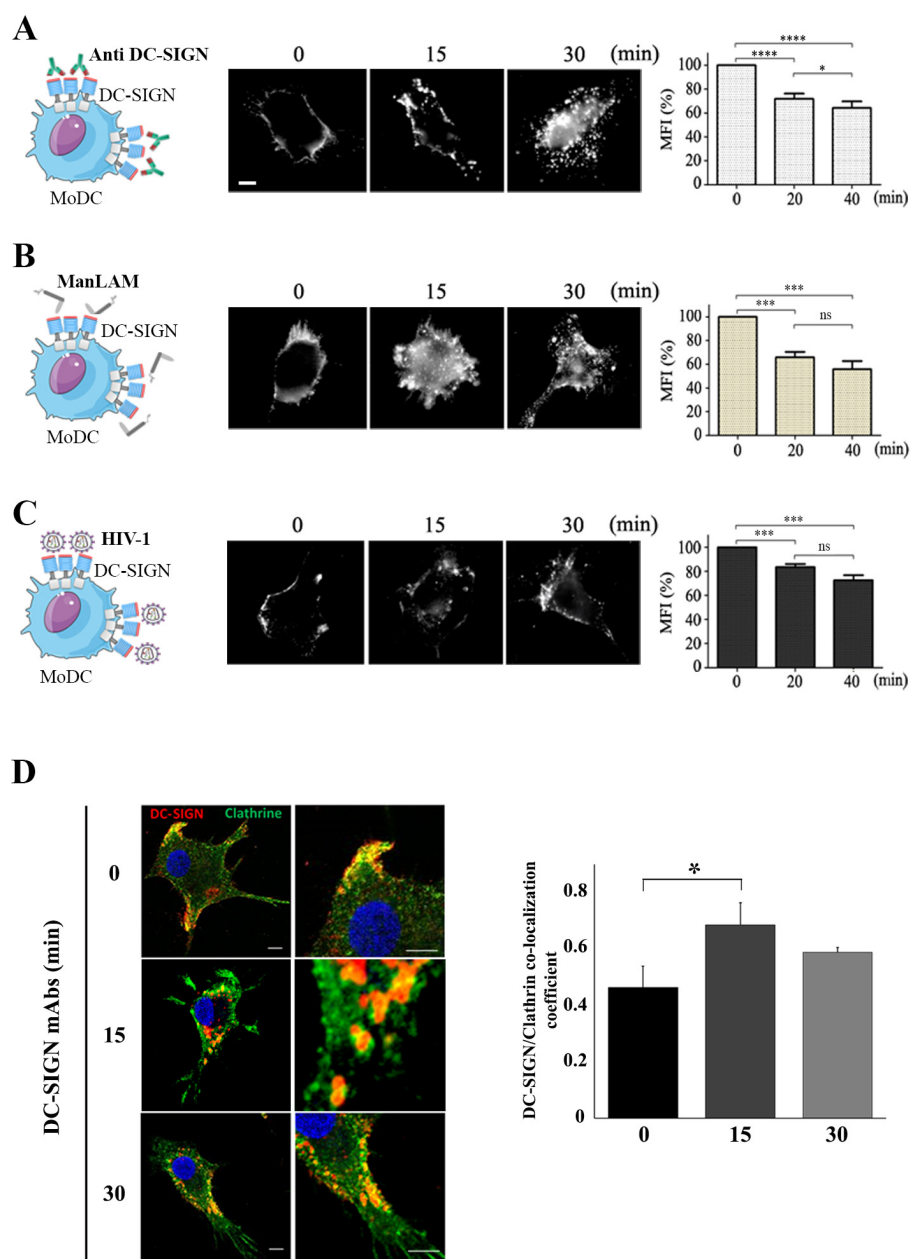 A
Anti DC-SIGN
DC-SIGN
MoDC
0 15 30 (min)
MFI (%)
100
80
60
40
20
0
****
****
*
0 20 40 (min)
B
ManLAM
DC-SIGN
MoDC
0 15 30 (min)
MFI (%)
100
80
60
40
20
0
***
***
ns
0 20 40 (min)
C
HIV-1
DC-SIGN
MoDC
0 15 30 (min)
MFI (%)
100
80
60
40
20
0
***
***
ns
0 20 40 (min)
D
DC-SIGN mAbs (min)
DC-SIGN Clathrine
0
15
30
DC-SIGN/Clathrin co-localization
coefficient
0.8
0.6
0.4
0.2
0
*
0 15 30